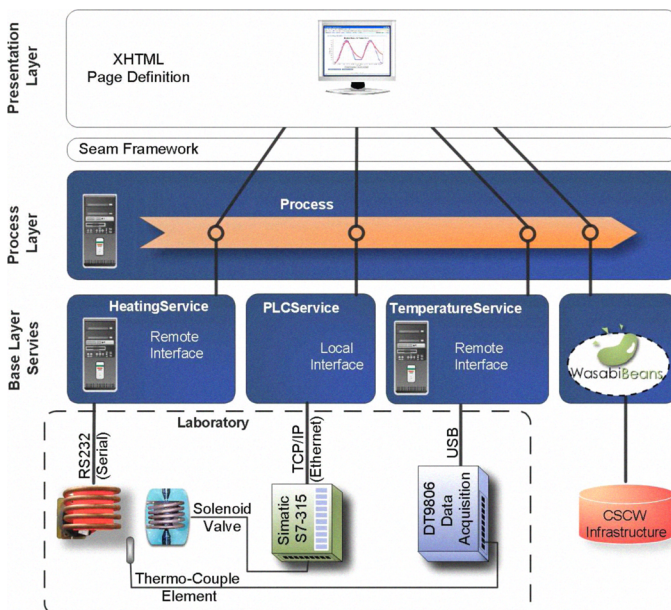 Presentation
Layer
XHTML
Page Definition
Seam Framework
Process
Layer
Process
Base Layer
Servies
HeatingService
Remote
Interface
PLCService
Local
Interface
TemperatureService
Remote
Interface
WasabiBeans
Laboratory
RS232
(Serial)
TCP/IP
(Ethernet)
USB
Solenoid
Valve
Simatic
S7-315
DT9806
Data
Acquisition
CSCW
Infrastructure
Thermo-Couple
Element